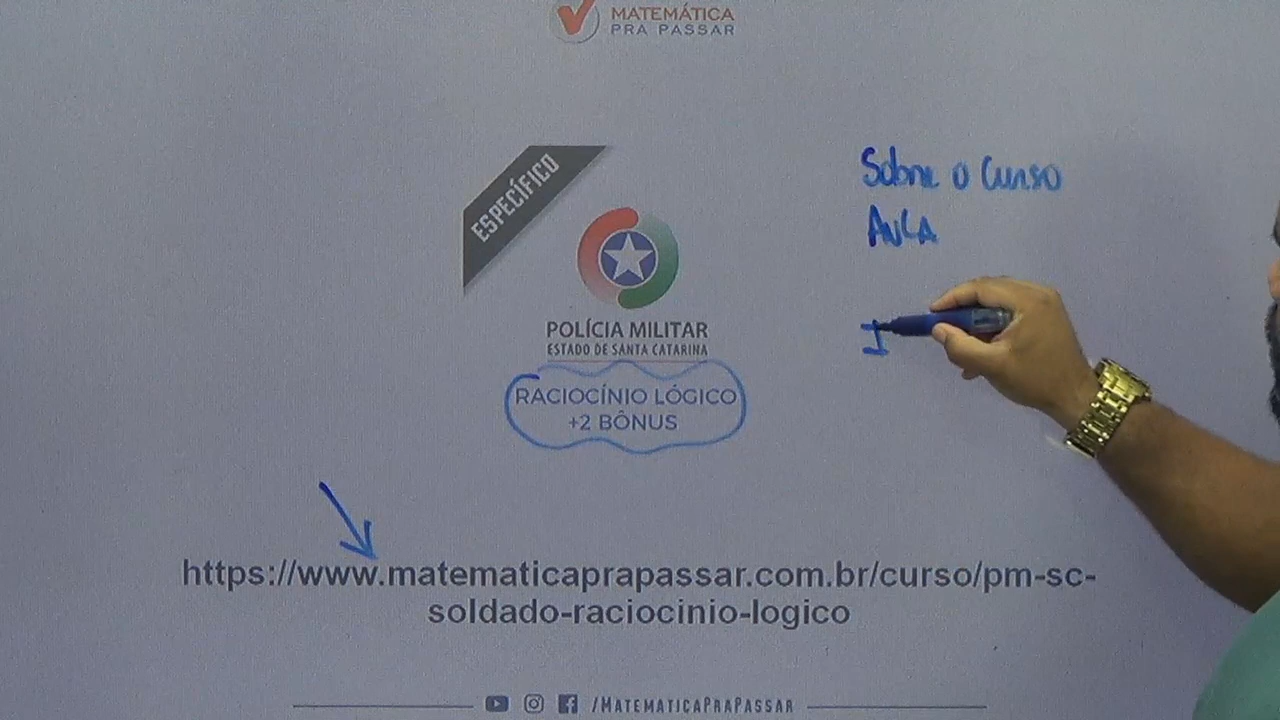 MATEMÁTICA
PRA PASSAR
ESPECÍFICO
Sobre o Curso
AULA
I
POLÍCIA MILITAR
ESTADO DE SANTA CATARINA
RACIOCÍNIO LÓGICO
+2 BÔNUS
https://www.matematicaprapassar.com.br/curso/pm-sc-
soldado-raciocinio-logico
/MATEMATICAPRAPASSAR